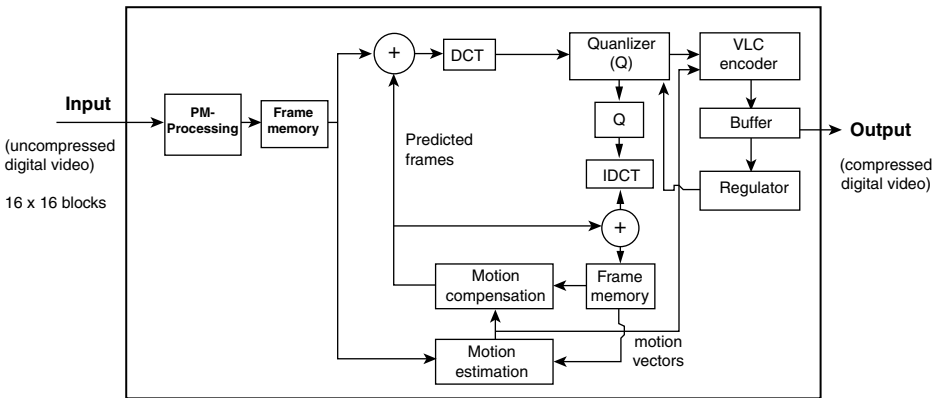 Input
(uncompressed
digital video)
16 x 16 blocks
PM-
Processing
Frame
memory
+
DCT
Quanlizer
(Q)
VLC
encoder
Predicted
frames
Q
Buffer
Output
(compressed
digital video)
IDCT
Regulator
+
Motion
compensation
Frame
memory
Motion
estimation
motion
vectors